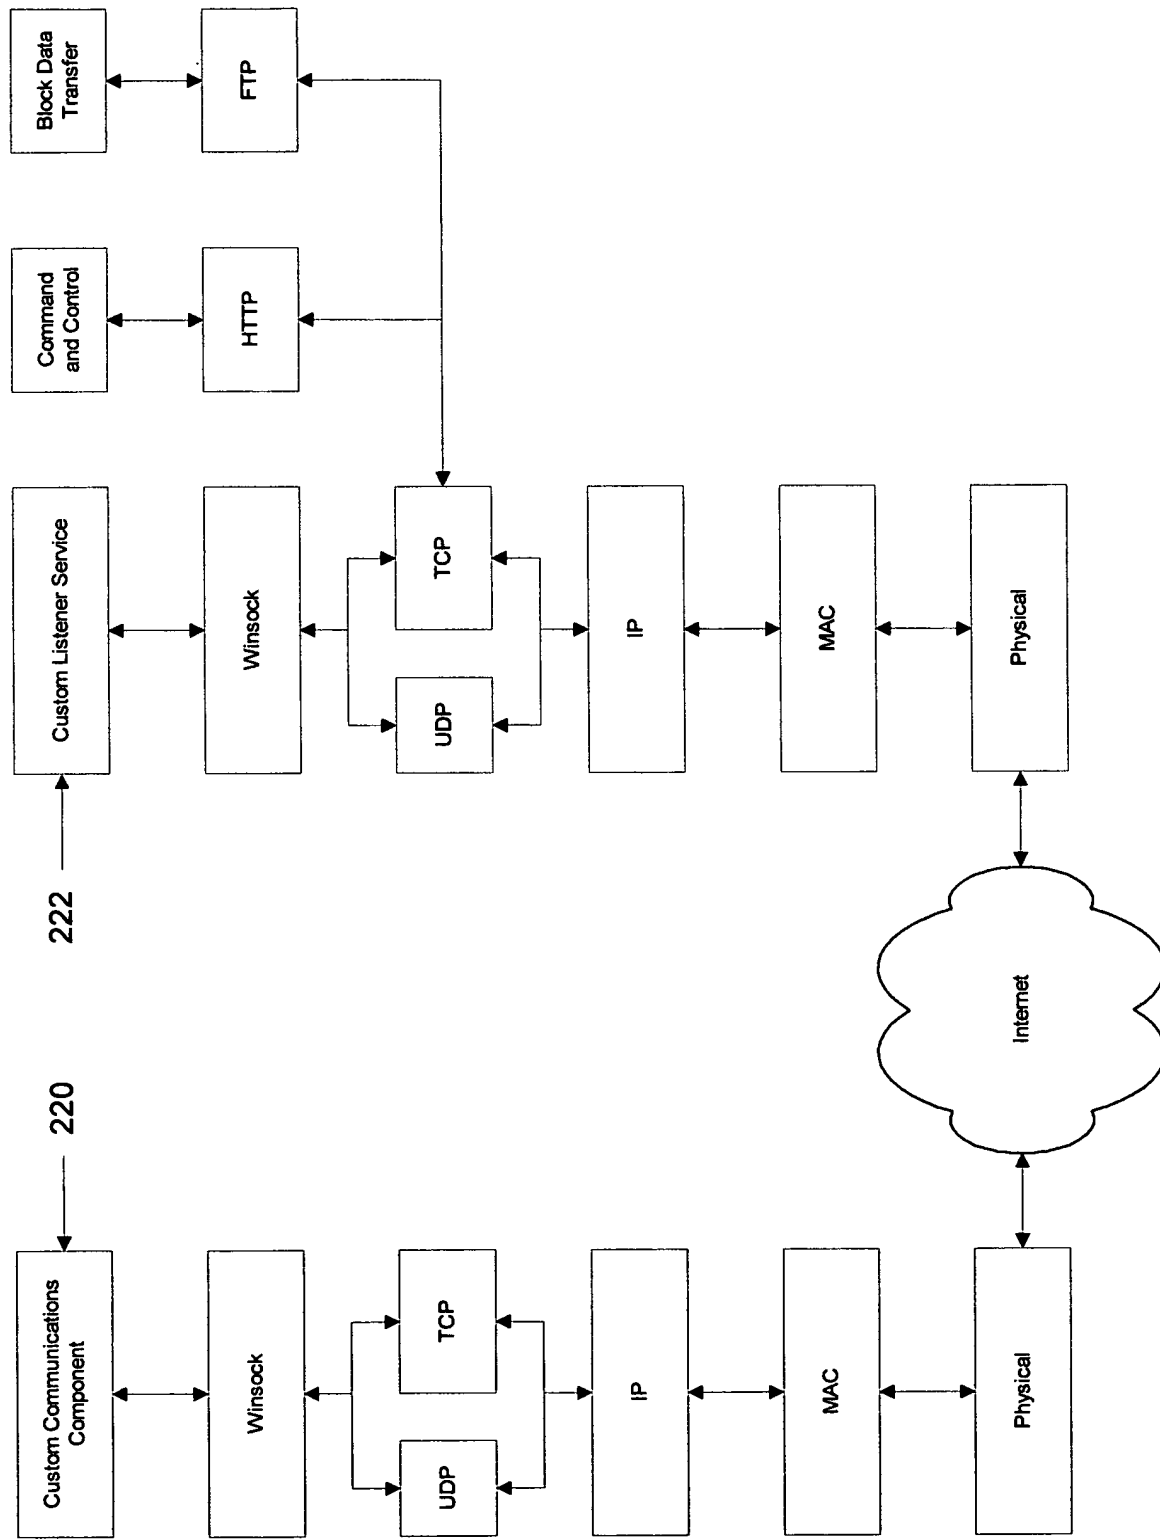 Custom Communications
Component
220
222
Custom Listener Service
Command
and Control
Block Data
Transfer
Winsock
Winsock
HTTP
FTP
UDP
TCP
UDP
TCP
IP
IP
MAC
MAC
Physical
Internet
Physical